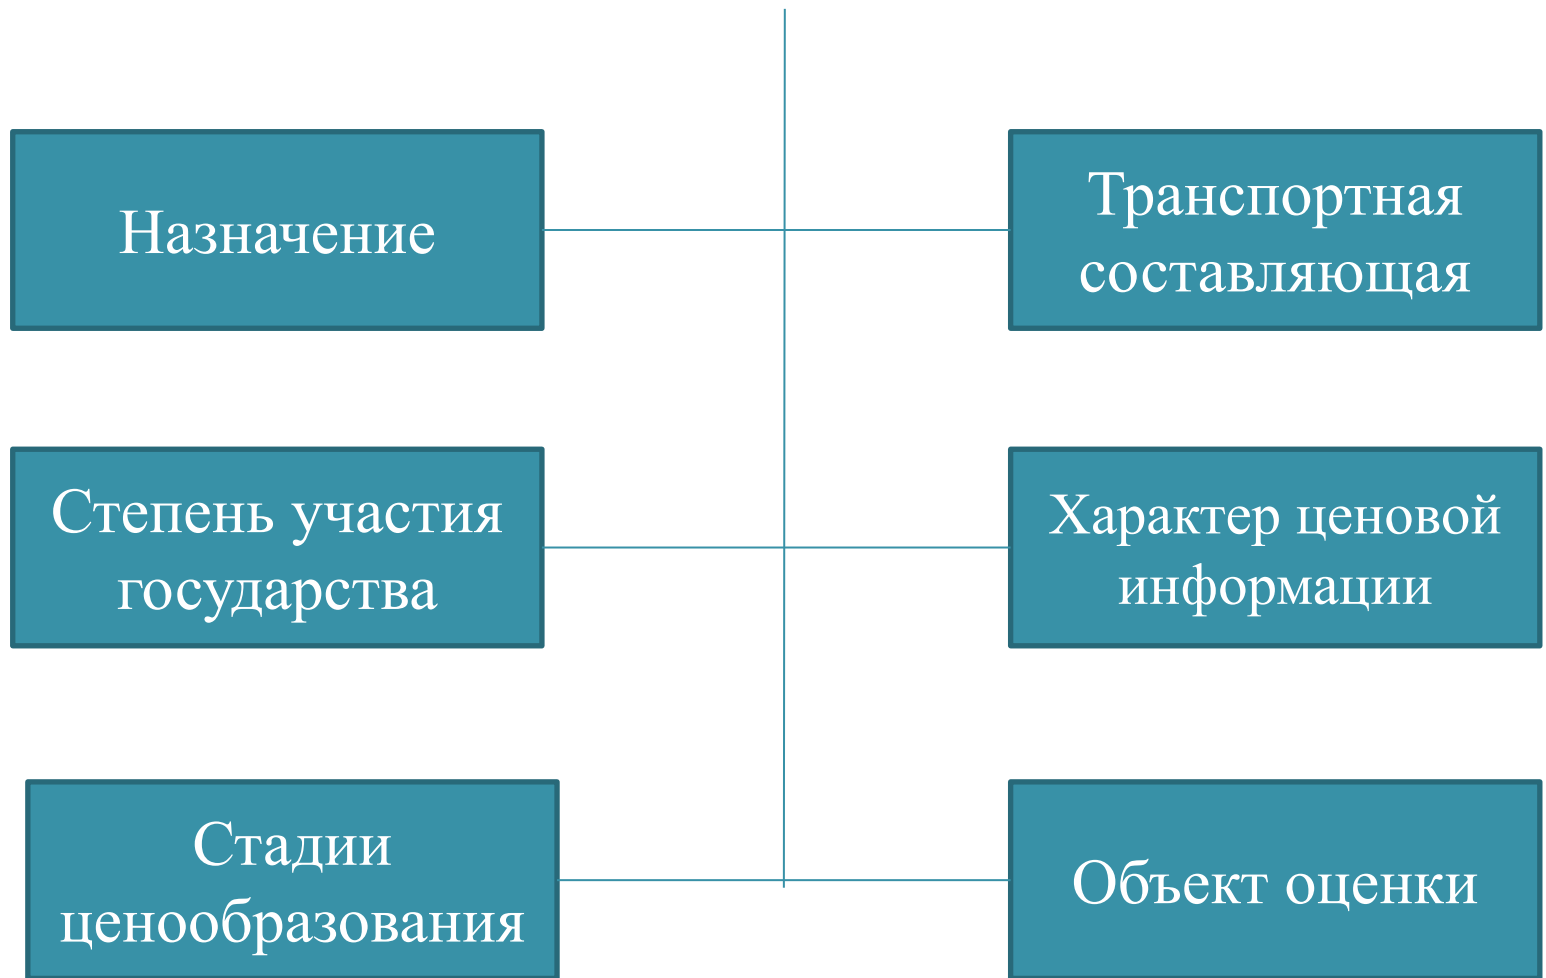 Назначение
Транспортная
составляющая
Степень участия
государства
Характер ценовой
информации
Стадии
ценообразования
Объект оценки